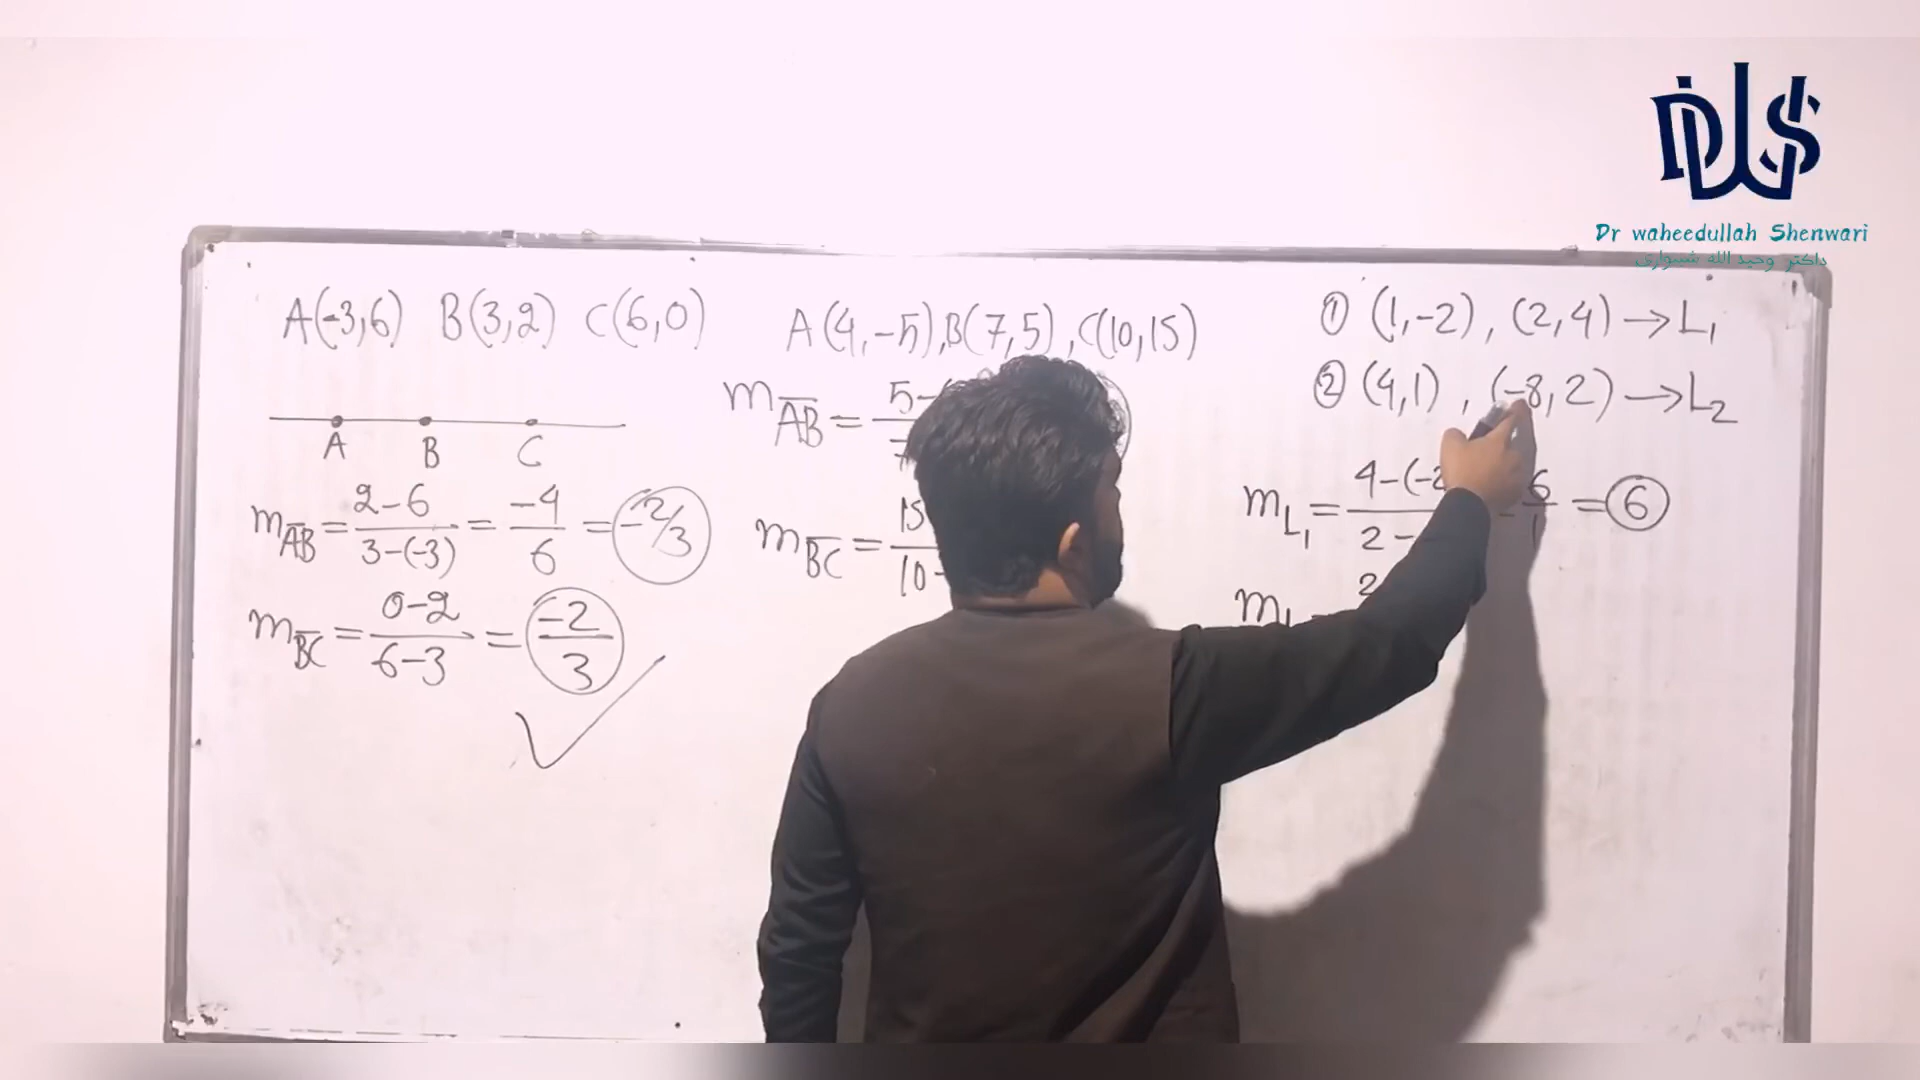 DWS
Dr waheedullah Shenwari
داکتر وحید الله شینواری
A(-3,6) B(3,2) C(6,0)
A B C
m_AB = 2-6 / 3-(-3) = -4/6 = -2/3
m_BC = 0-2 / 6-3 = -2/3
A(4,-5), B(7,5), C(10,15)
m_AB = 5-
m_BC = 15 / 10-
① (1,-2), (2,4) → L₁
② (4,1), (-8,2) → L₂
m_L₁ = 4-(-2 / 2- = 6/1 = 6
m_L = 2